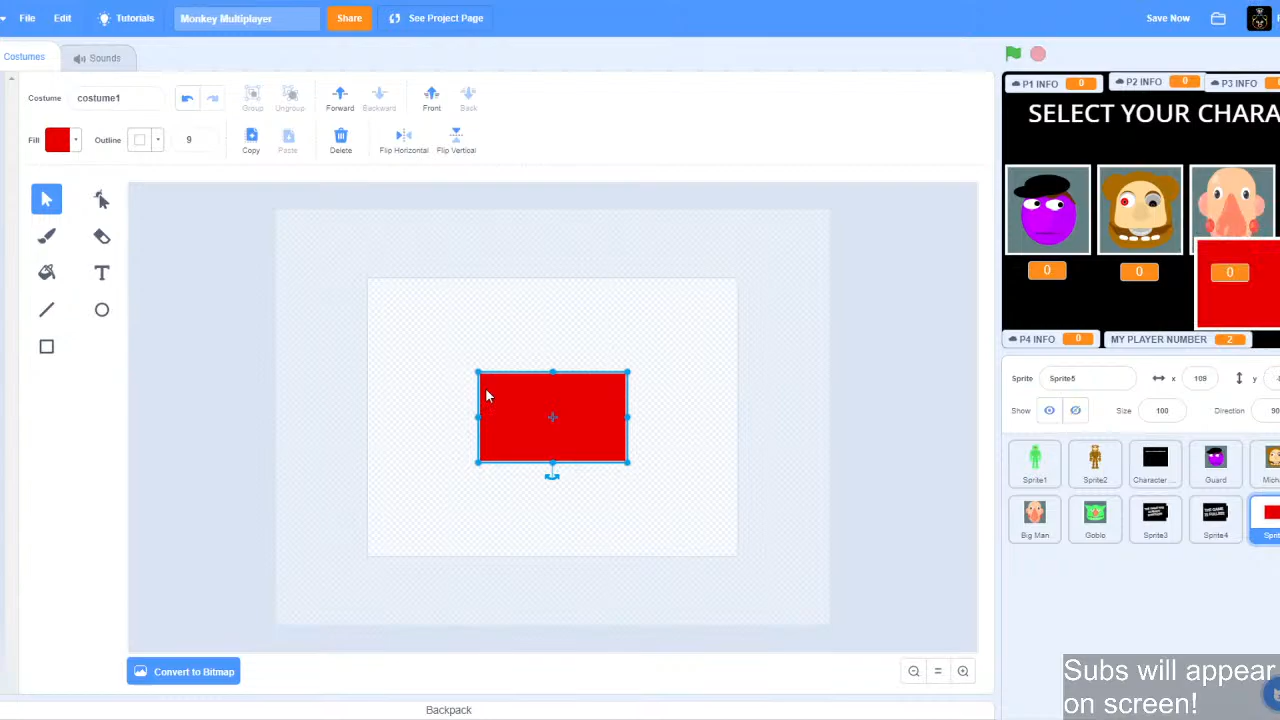 File
Edit
Tutorials
Monkey Multiplayer
Share
See Project Page
Save Now
Costumes
Sounds
Costume
costume1
Group
Ungroup
Forward
Backward
Front
Back
Fill
Outline
9
Copy
Paste
Delete
Flip Horizontal
Flip Vertical
Convert to Bitmap
Backpack
P1 INFO 0
P2 INFO 0
P3 INFO
SELECT YOUR CHARA
0
0
0
P4 INFO 0
MY PLAYER NUMBER 2
Sprite
Sprite5
x
109
y
Show
Size
100
Direction
90
Sprite1
Sprite2
Character ...
Guard
Mich
Big Man
Goblo
Sprite3
Sprite4
Sprit
Subs will appear
on screen!